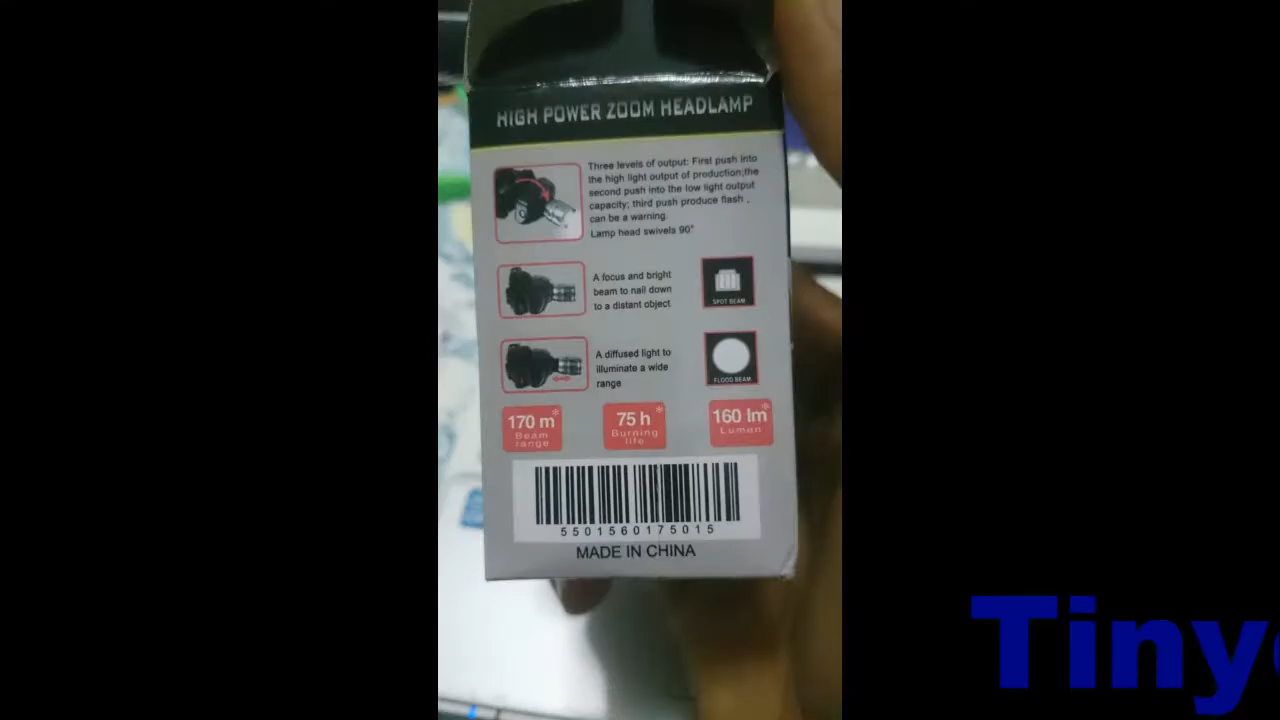 HIGH POWER ZOOM HEADLAMP
Three levels of output: First push into
the high light output of production;the
second push into the low light output
capacity; third push produce flash ,
can be a warning.
Lamp head swivels 90°
A focus and bright
beam to nail down
to a distant object
SPOT BEAM
A diffused light to
illuminate a wide
range
FLOOD BEAM
170 m*
Beam
range
75 h*
Burning
life
160 lm*
Lumen
5501560175015
MADE IN CHINA
Tiny